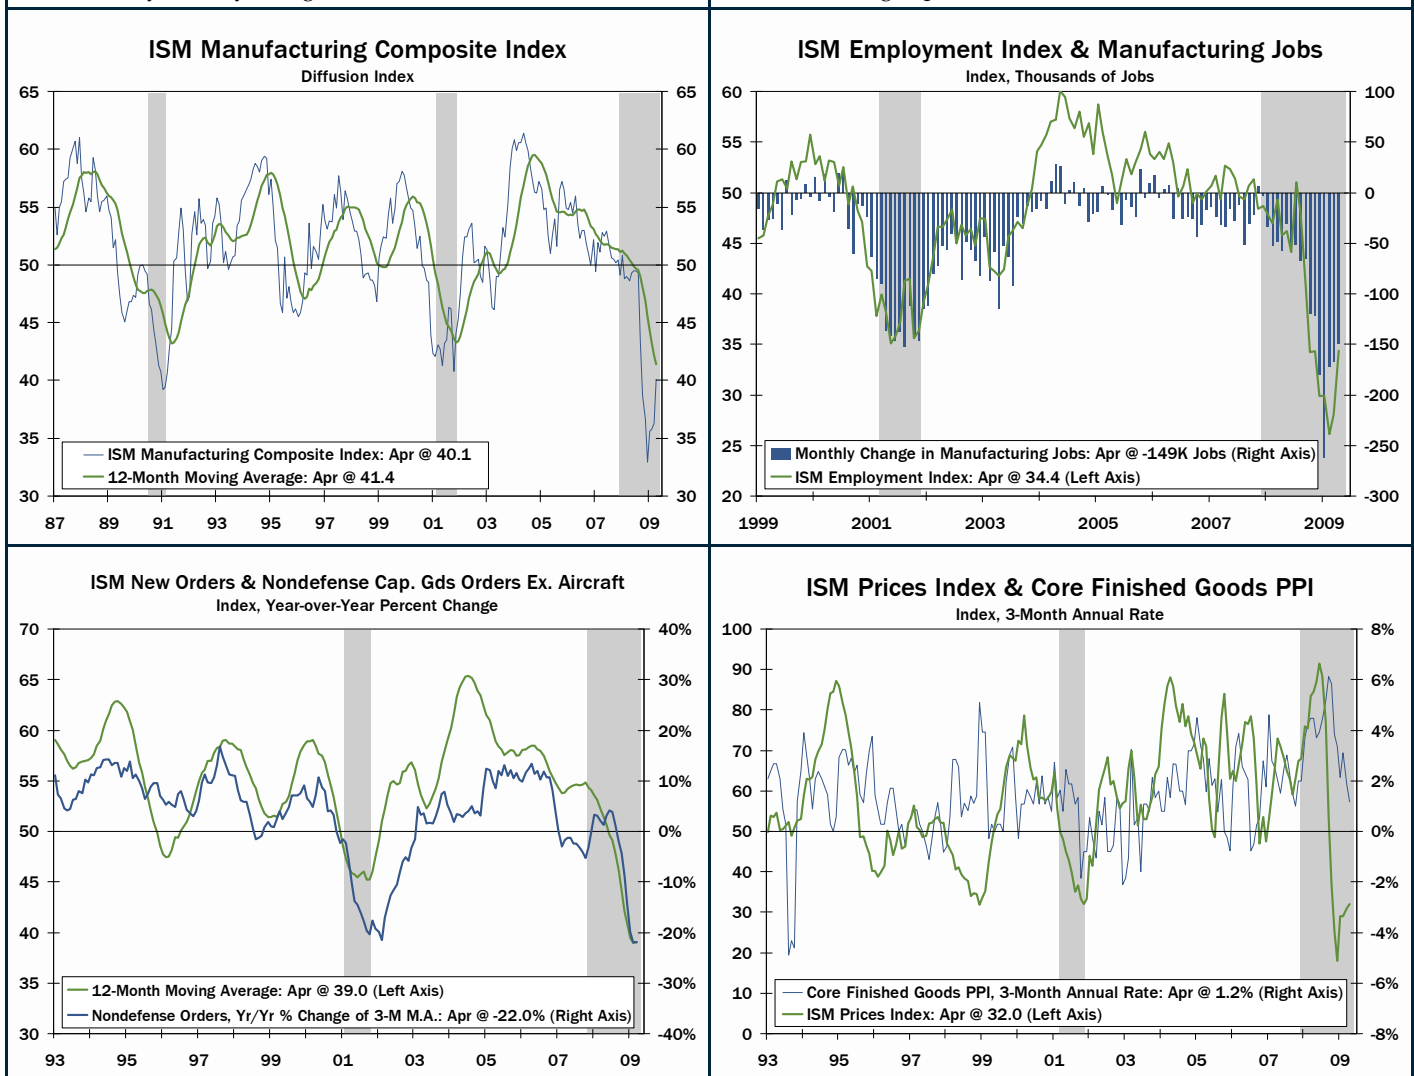 ISM Manufacturing Composite Index
Diffusion Index
65 65
60 60
55 55
50 50
45 45
40 40
35 35
30 30
ISM Manufacturing Composite Index: Apr @ 40.1
12-Month Moving Average: Apr @ 41.4
87 89 91 93 95 97 99 01 03 05 07 09
ISM Employment Index & Manufacturing Jobs
Index, Thousands of Jobs
60 100
55 50
50 0
45 -50
40 -100
35 -150
30 -200
25 -250
20 -300
Monthly Change in Manufacturing Jobs: Apr @ -149K Jobs (Right Axis)
ISM Employment Index: Apr @ 34.4 (Left Axis)
1999 2001 2003 2005 2007 2009
ISM New Orders & Nondefense Cap. Gds Orders Ex. Aircraft
Index, Year-over-Year Percent Change
70 40%
65 30%
60 20%
55 10%
50 0%
45 -10%
40 -20%
35 -30%
30 -40%
12-Month Moving Average: Apr @ 39.0 (Left Axis)
Nondefense Orders, Yr/Yr % Change of 3-M M.A.: Apr @ -22.0% (Right Axis)
93 95 97 99 01 03 05 07 09
ISM Prices Index & Core Finished Goods PPI
Index, 3-Month Annual Rate
100 8%
90 6%
80 4%
70 2%
60 0%
50 -2%
40 -4%
30 -6%
20 -8%
10
0
Core Finished Goods PPI, 3-Month Annual Rate: Apr @ 1.2% (Right Axis)
ISM Prices Index: Apr @ 32.0 (Left Axis)
93 95 97 99 01 03 05 07 09